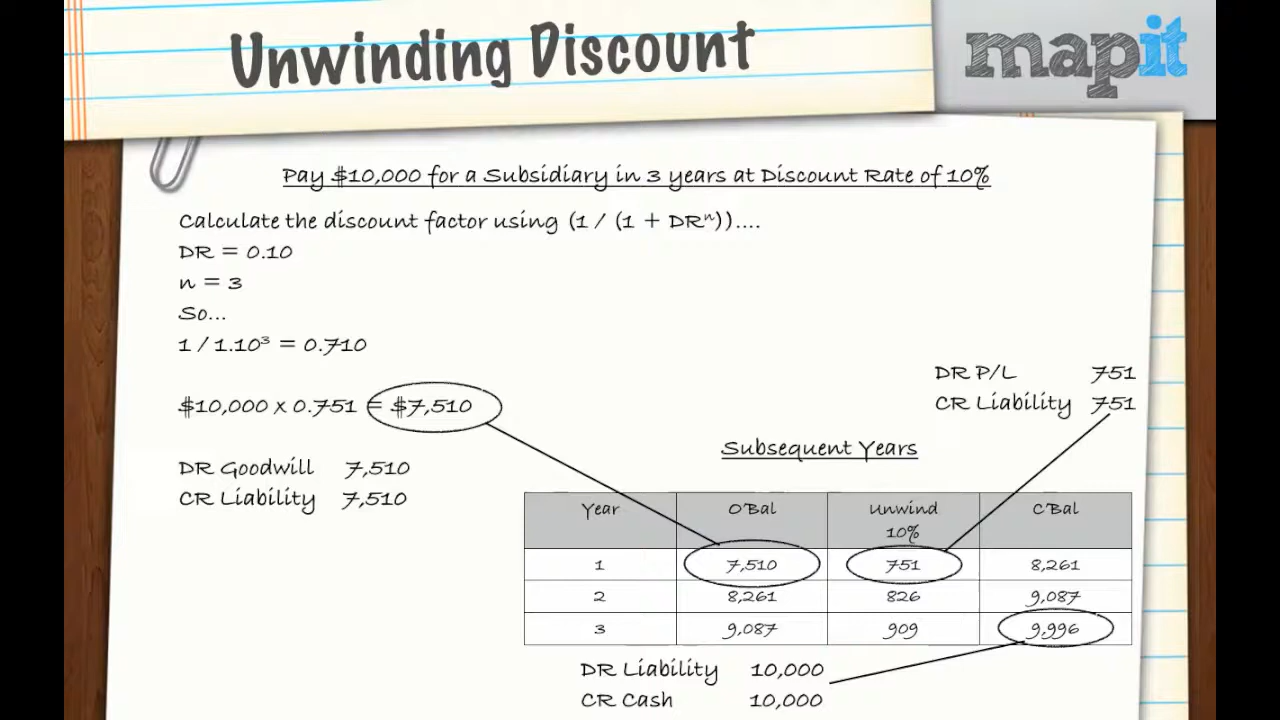 Unwinding Discount
mapit
Pay $10,000 for a Subsidiary in 3 years at Discount Rate of 10%
Calculate the discount factor using (1 / (1 + DRⁿ))....
DR = 0.10
n = 3
So...
1 / 1.10³ = 0.710
$10,000 x 0.751 = $7,510
DR Goodwill 7,510
CR Liability 7,510
DR P/L 751
CR Liability 751
Subsequent Years
Year O'Bal Unwind 10% C'Bal
1 7,510 751 8,261
2 8,261 826 9,087
3 9,087 909 9,996
DR Liability 10,000
CR Cash 10,000